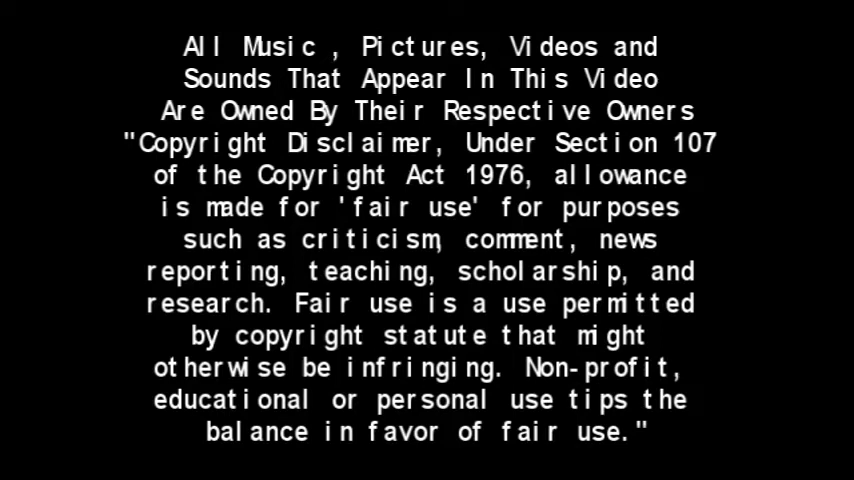 All Music , Pictures, Videos and
Sounds That Appear In This Video
Are Owned By Their Respective Owners
"Copyright Disclaimer, Under Section 107
of the Copyright Act 1976, allowance
is made for 'fair use' for purposes
such as criticism, comment, news
reporting, teaching, scholarship, and
research. Fair use is a use permitted
by copyright statute that might
otherwise be infringing. Non-profit,
educational or personal use tips the
balance in favor of fair use."